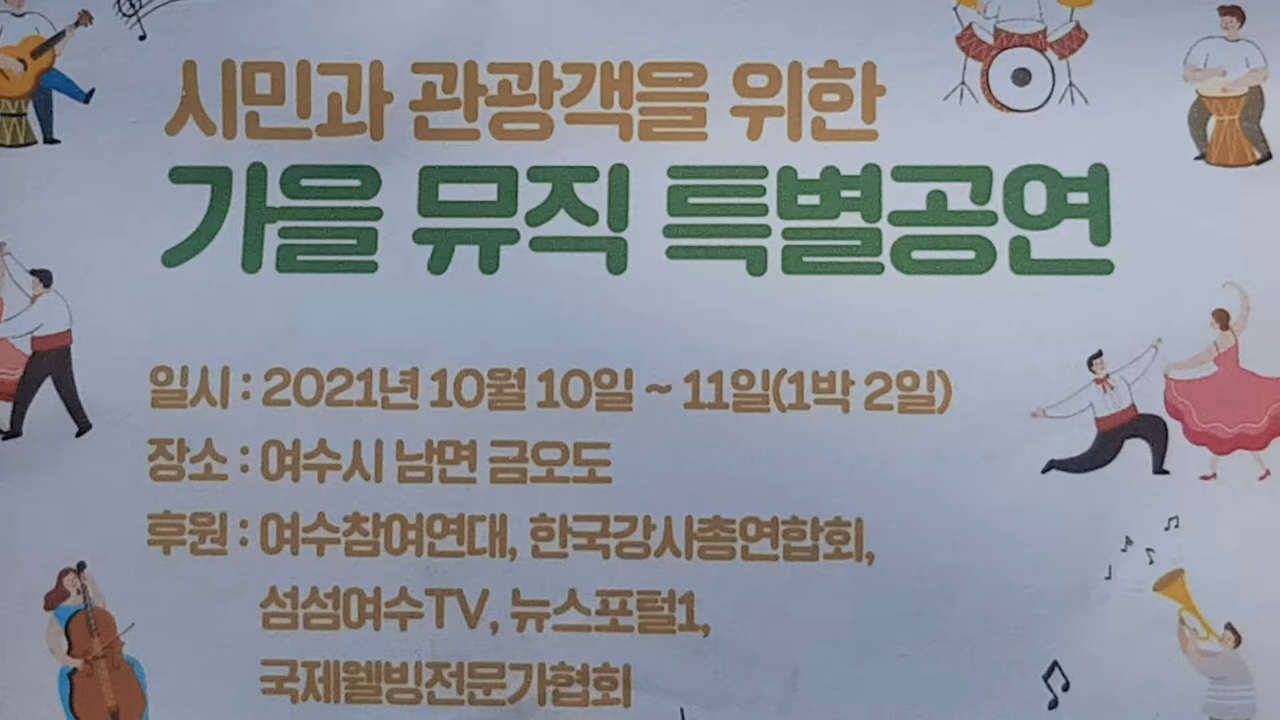 시민과 관광객을 위한
가을 뮤직 특별공연
일시 : 2021년 10월 10일 ~ 11일(1박 2일)
장소 : 여수시 남면 금오도
후원 : 여수참여연대, 한국강사총연합회,
섬섬여수TV, 뉴스포털1,
국제웰빙전문가협회